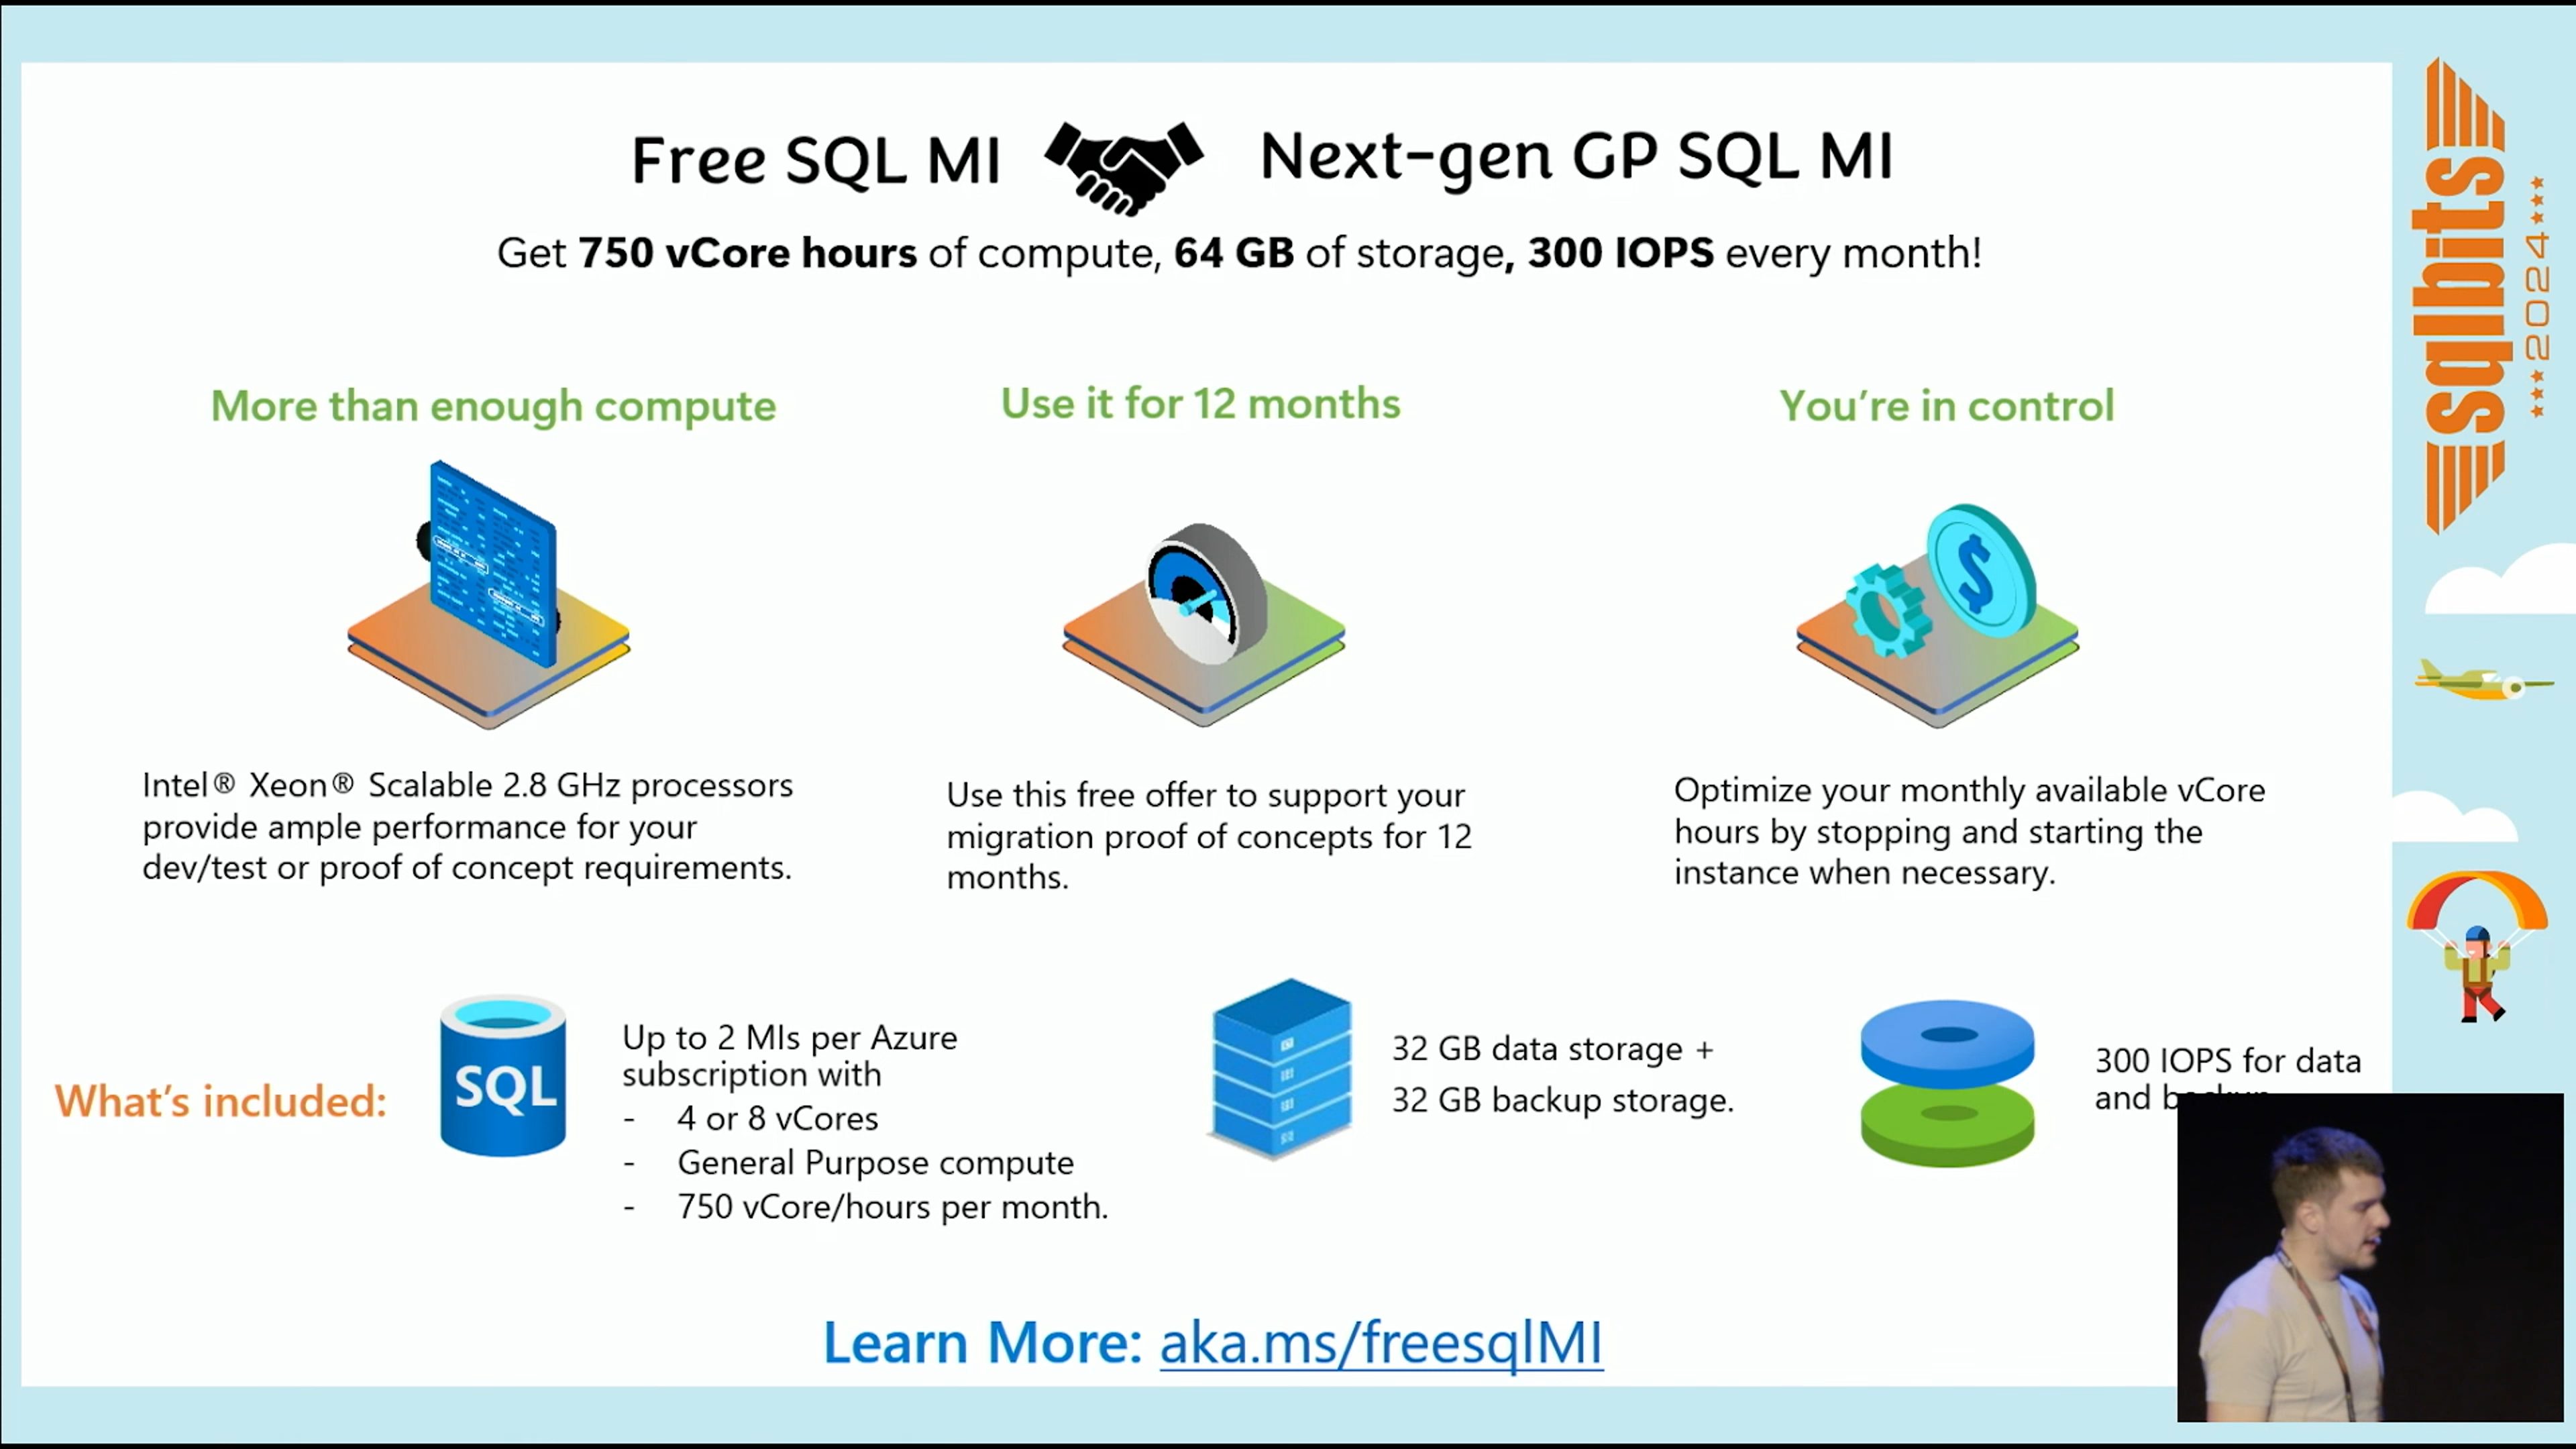 Free SQL MI
Next-gen GP SQL MI
Get 750 vCore hours of compute, 64 GB of storage, 300 IOPS every month!
More than enough compute
Intel® Xeon® Scalable 2.8 GHz processors
provide ample performance for your
dev/test or proof of concept requirements.
Use it for 12 months
Use this free offer to support your
migration proof of concepts for 12
months.
You're in control
$
Optimize your monthly available vCore
hours by stopping and starting the
instance when necessary.
What's included:
SQL
Up to 2 MIs per Azure
subscription with
- 4 or 8 vCores
- General Purpose compute
- 750 vCore/hours per month.
32 GB data storage +
32 GB backup storage.
300 IOPS for data
and
Learn More: aka.ms/freesqlMI
sqlbits
2024